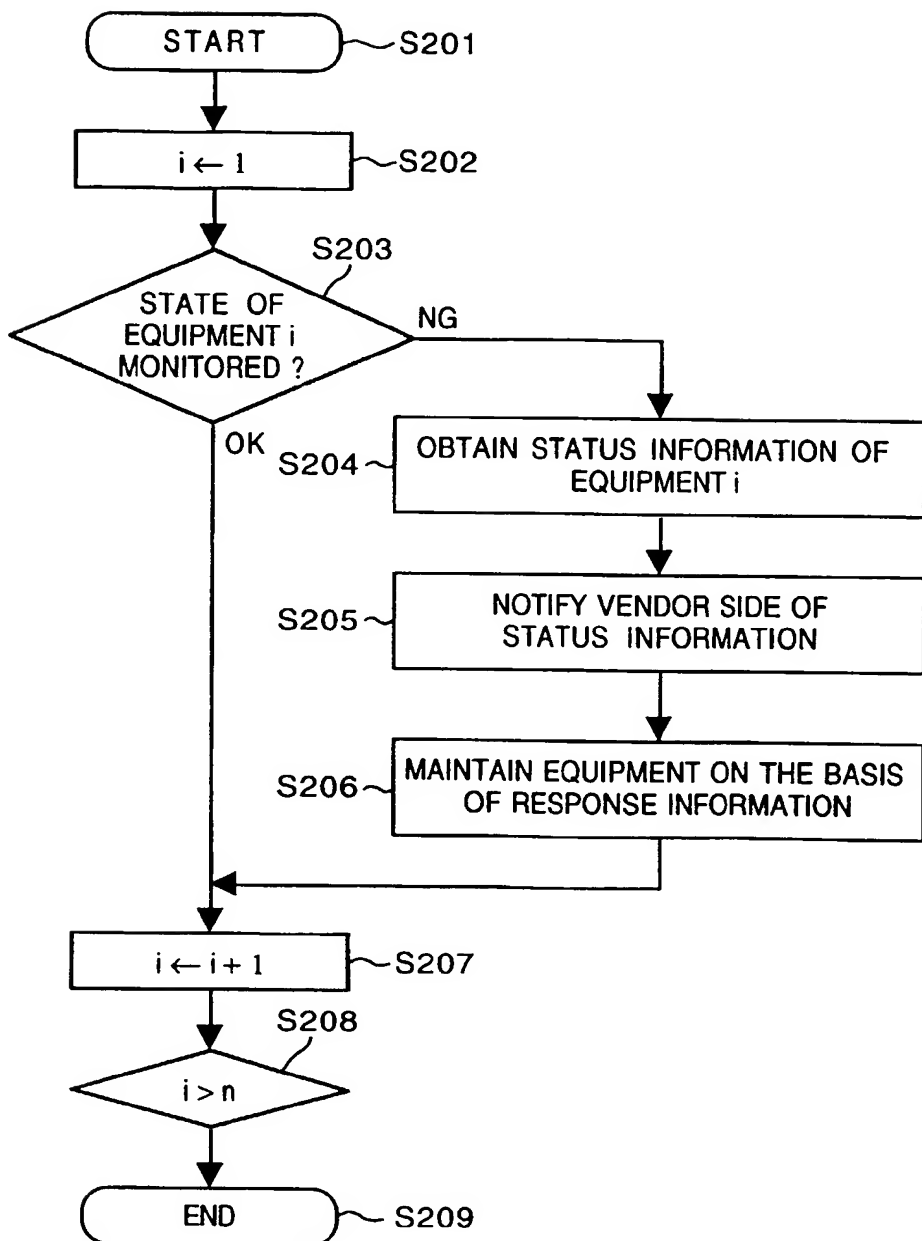 START
S201
i ← 1
S202
S203
STATE OF
EQUIPMENT i
MONITORED ?
NG
OK
S204
OBTAIN STATUS INFORMATION OF
EQUIPMENT i
S205
NOTIFY VENDOR SIDE OF
STATUS INFORMATION
S206
MAINTAIN EQUIPMENT ON THE BASIS
OF RESPONSE INFORMATION
i ← i + 1
S207
S208
i > n
END
S209